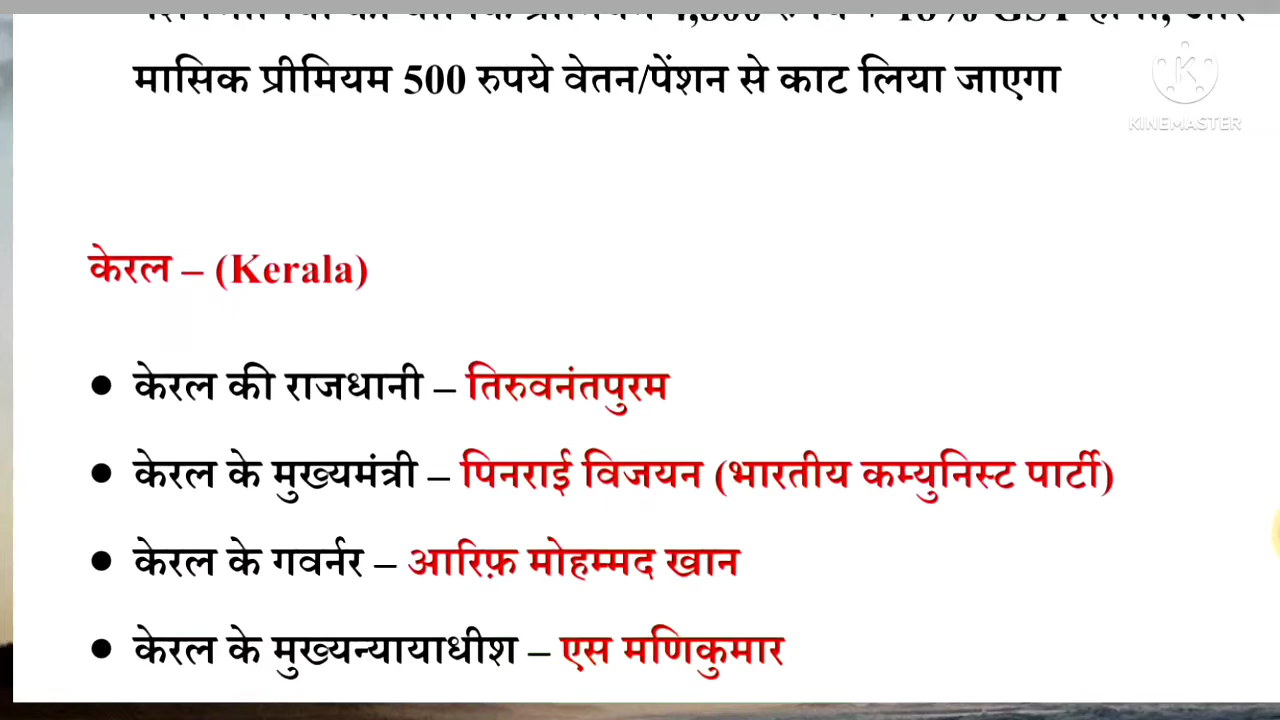 मासिक प्रीमियम 500 रुपये वेतन/पेंशन से काट लिया जाएगा
KINEMASTER
केरल – (Kerala)
● केरल की राजधानी – तिरुवनंतपुरम
● केरल के मुख्यमंत्री – पिनराई विजयन (भारतीय कम्युनिस्ट पार्टी)
● केरल के गवर्नर – आरिफ़ मोहम्मद खान
● केरल के मुख्यन्यायाधीश – एस मणिकुमार